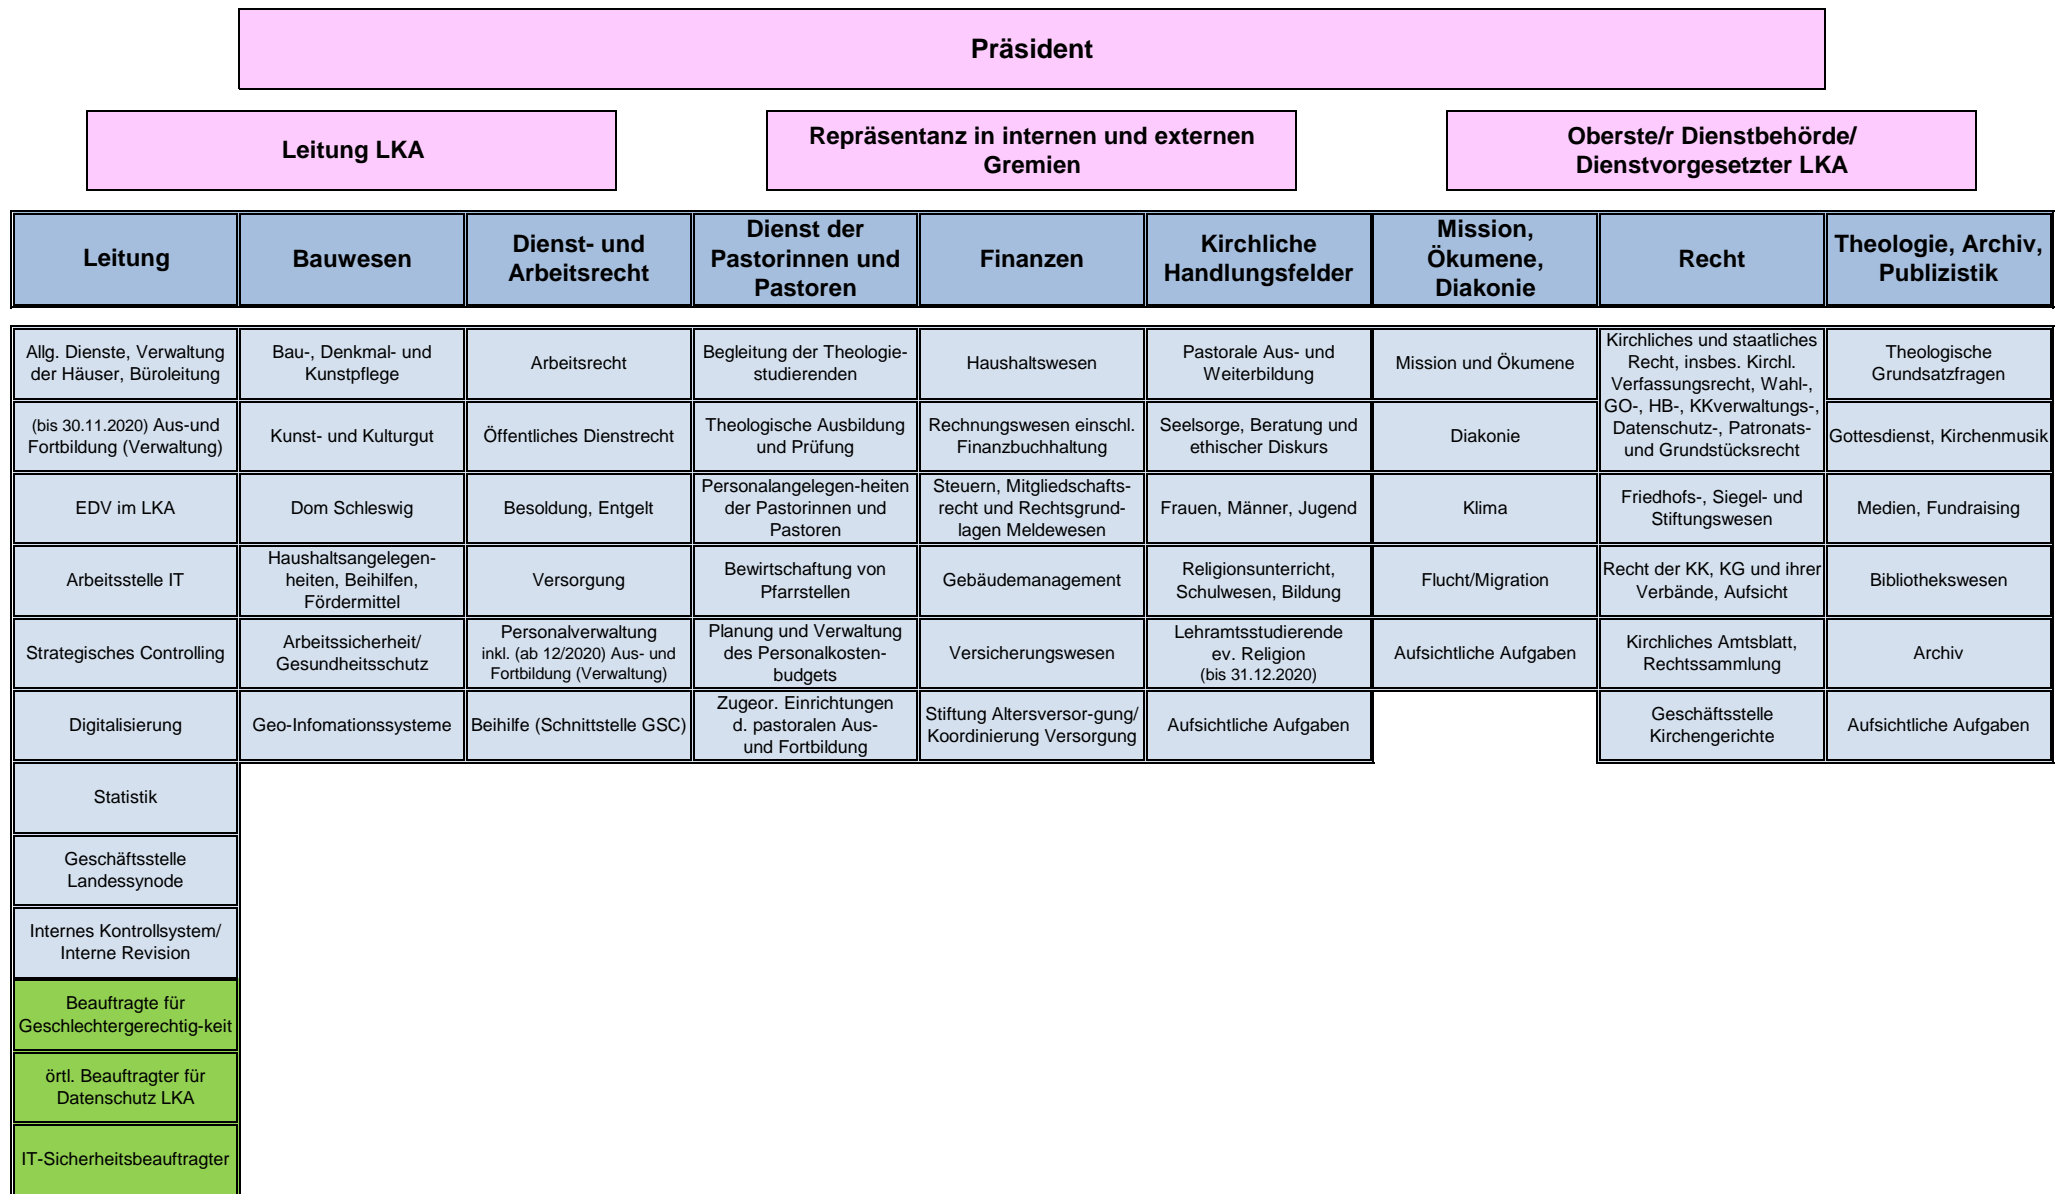 Präsident
Leitung LKA
Repräsentanz in internen und externen
Gremien
Oberste/r Dienstbehörde/
Dienstvorgesetzter LKA
Leitung
Bauwesen
Dienst- und
Arbeitsrecht
Dienst der
Pastorinnen und
Pastoren
Finanzen
Kirchliche
Handlungsfelder
Mission,
Ökumene,
Diakonie
Recht
Theologie, Archiv,
Publizistik
Allg. Dienste, Verwaltung
der Häuser, Büroleitung
Bau-, Denkmal- und
Kunstpflege
Arbeitsrecht
Begleitung der Theologie-
studierenden
Haushaltswesen
Pastorale Aus- und
Weiterbildung
Mission und Ökumene
Kirchliches und staatliches
Recht, insbes. Kirchl.
Verfassungsrecht, Wahl-,
GO-, HB-, KKverwaltungs-,
Datenschutz-, Patronats-
und Grundstücksrecht
Theologische
Grundsatzfragen
(bis 30.11.2020) Aus-und
Fortbildung (Verwaltung)
Kunst- und Kulturgut
Öffentliches Dienstrecht
Theologische Ausbildung
und Prüfung
Rechnungswesen einschl.
Finanzbuchhaltung
Seelsorge, Beratung und
ethischer Diskurs
Diakonie
Gottesdienst, Kirchenmusik
EDV im LKA
Dom Schleswig
Besoldung, Entgelt
Personalangelegen-heiten
der Pastorinnen und
Pastoren
Steuern, Mitgliedschafts-
recht und Rechtsgrund-
lagen Meldewesen
Frauen, Männer, Jugend
Klima
Friedhofs-, Siegel- und
Stiftungswesen
Medien, Fundraising
Arbeitsstelle IT
Haushaltsangelegen-
heiten, Beihilfen,
Fördermittel
Versorgung
Bewirtschaftung von
Pfarrstellen
Gebäudemanagement
Religionsunterricht,
Schulwesen, Bildung
Flucht/Migration
Recht der KK, KG und ihrer
Verbände, Aufsicht
Bibliothekswesen
Strategisches Controlling
Arbeitssicherheit/
Gesundheitsschutz
Personalverwaltung
inkl. (ab 12/2020) Aus- und
Fortbildung (Verwaltung)
Planung und Verwaltung
des Personalkosten-
budgets
Versicherungswesen
Lehramtsstudierende
ev. Religion
(bis 31.12.2020)
Aufsichtliche Aufgaben
Kirchliches Amtsblatt,
Rechtssammlung
Archiv
Digitalisierung
Geo-Infomationssysteme
Beihilfe (Schnittstelle GSC)
Zugeor. Einrichtungen
d. pastoralen Aus-
und Fortbildung
Stiftung Altersversor-gung/
Koordinierung Versorgung
Aufsichtliche Aufgaben
Geschäftsstelle
Kirchengerichte
Aufsichtliche Aufgaben
Statistik
Geschäftsstelle
Landessynode
Internes Kontrollsystem/
Interne Revision
Beauftragte für
Geschlechtergerechtig-keit
örtl. Beauftragter für
Datenschutz LKA
IT-Sicherheitsbeauftragter